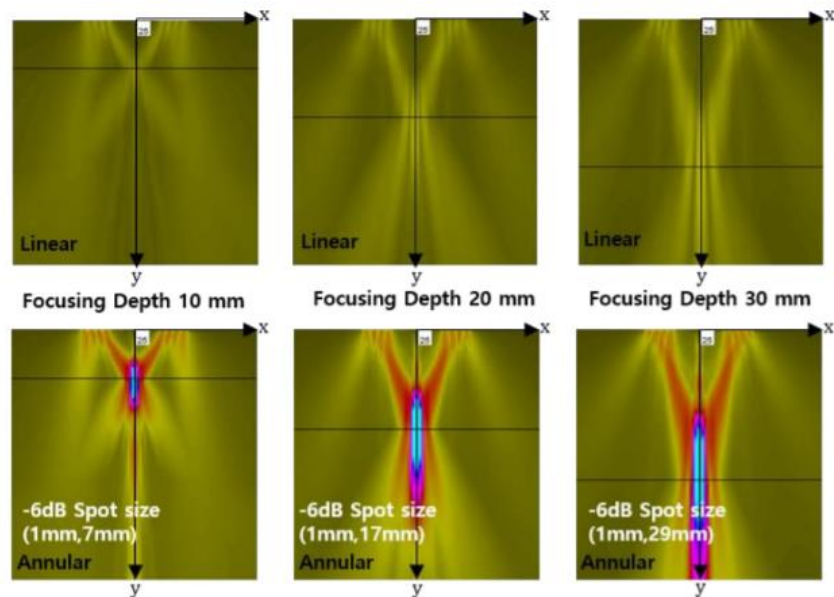 x
x
x
25
25
25
Linear
Linear
Linear
y
y
y
Focusing Depth 10 mm
Focusing Depth 20 mm
Focusing Depth 30 mm
x
x
x
25
25
25
-6dB Spot size
(1mm,7mm)
Annular
-6dB Spot size
(1mm,17mm)
Annular
-6dB Spot size
(1mm,29mm)
Annular
y
y
y